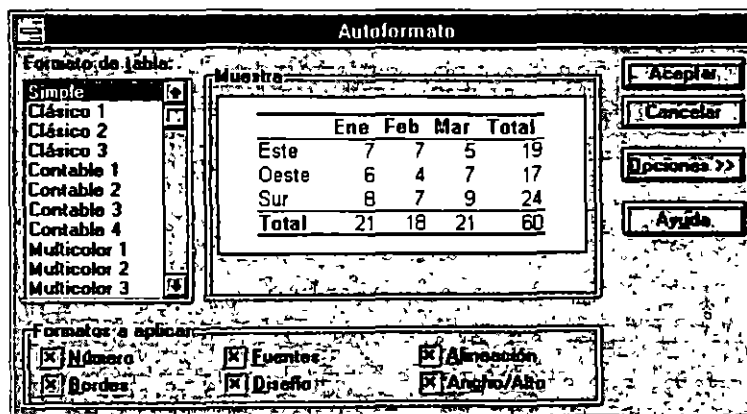 Autoformato
Formato de tabla:
Simple
Clásico 1
Clásico 2
Clásico 3
Contable 1
Contable 2
Contable 3
Contable 4
Multicolor 1
Multicolor 2
Multicolor 3
Muestra
Ene Feb Mar Total
Este 7 7 5 19
Oeste 6 4 7 17
Sur 8 7 9 24
Total 21 18 21 60
Aceptar
Cancelar
Opciones >>
Ayuda
Formatos a aplicar
Número
Fuentes
Alineación
Bordes
Diseño
Ancho/Alto